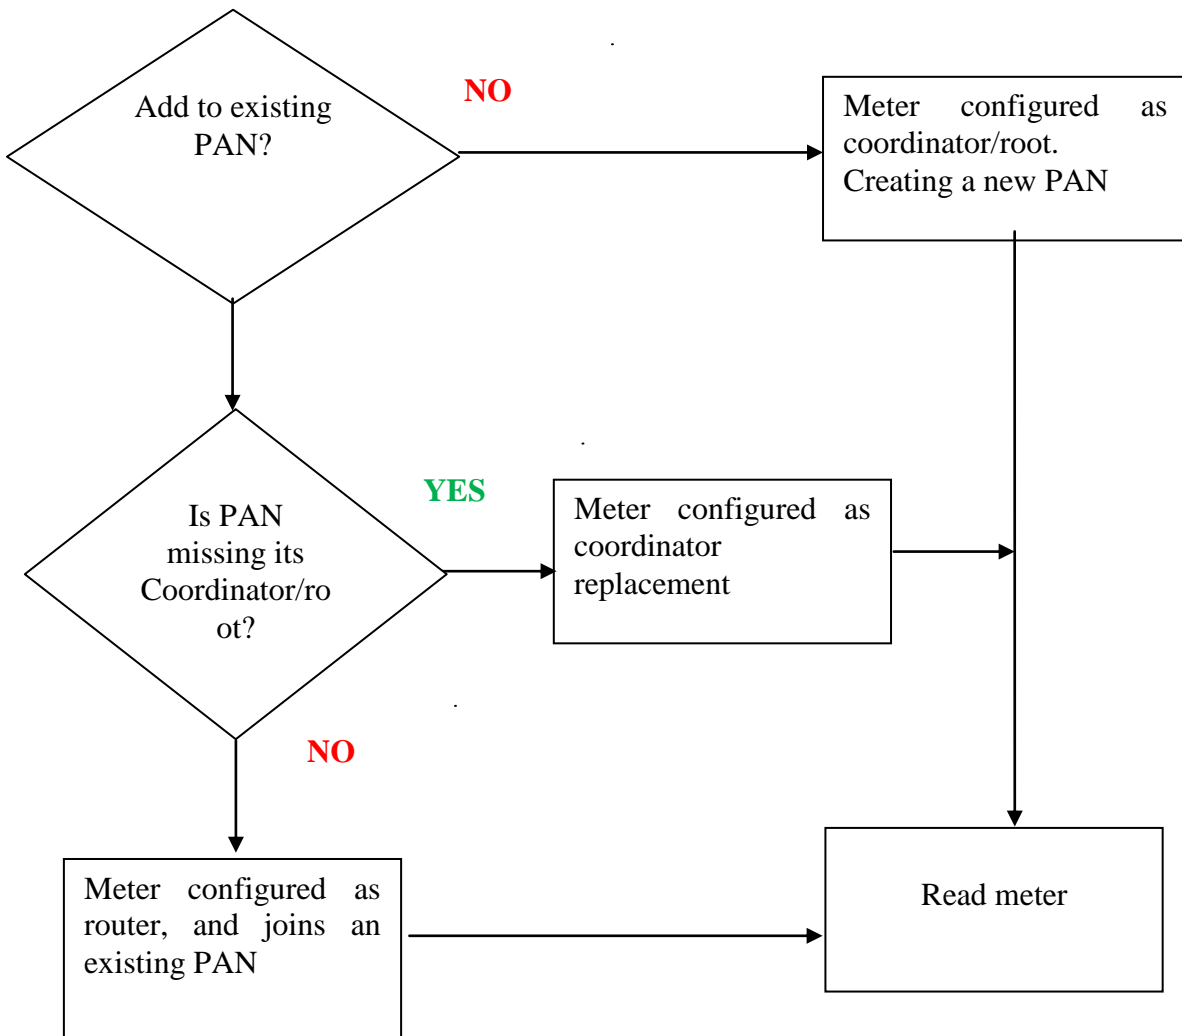 Add to existing
PAN?
NO
Meter configured as
coordinator/root.
Creating a new PAN
Is PAN
missing its
Coordinator/ro
ot?
YES
Meter configured as
coordinator
replacement
NO
Meter configured as
router, and joins an
existing PAN
Read meter